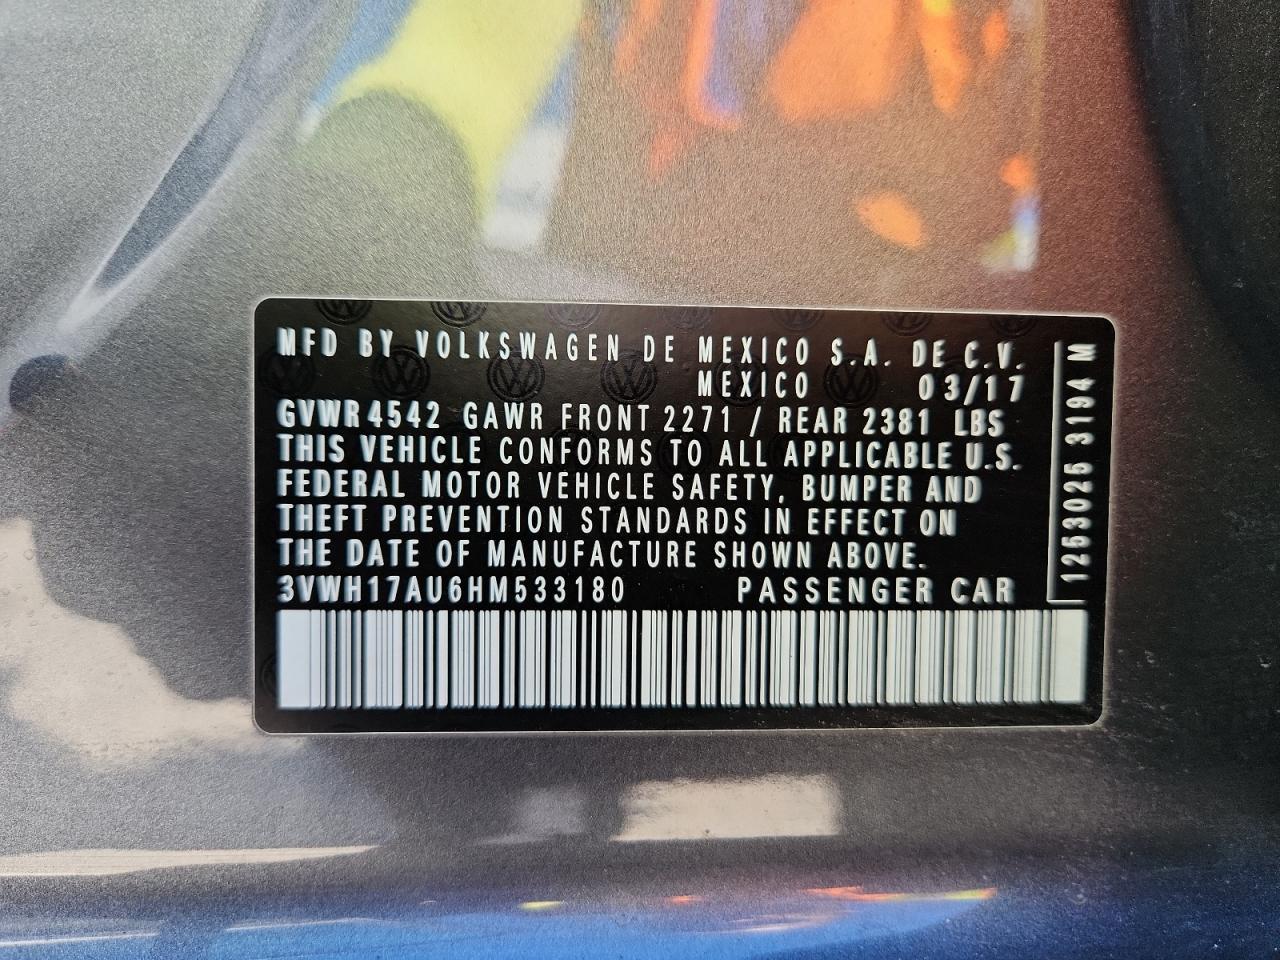 MFD BY VOLKSWAGEN DE MEXICO S.A. DE C.V.
MEXICO 03/17
GVWR 4542 GAWR FRONT 2271 / REAR 2381 LBS
THIS VEHICLE CONFORMS TO ALL APPLICABLE U.S.
FEDERAL MOTOR VEHICLE SAFETY, BUMPER AND
THEFT PREVENTION STANDARDS IN EFFECT ON
THE DATE OF MANUFACTURE SHOWN ABOVE.
3VWH17AU6HM533180 PASSENGER CAR
1253025 3194 M